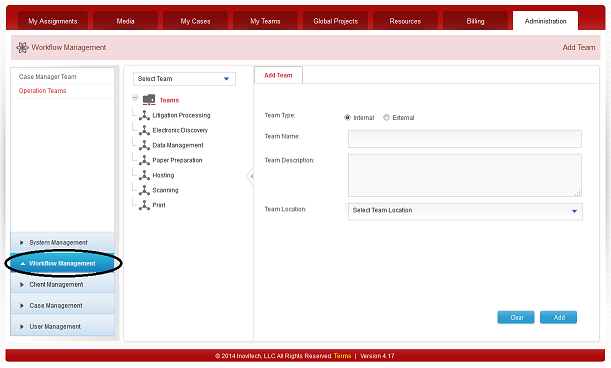 My Assignments
Media
My Cases
My Teams
Global Projects
Resources
Billing
Administration
Workflow Management
Add Team
Case Manager Team
Operation Teams
System Management
Workflow Management
Client Management
Case Management
User Management
Select Team
Teams
Litigation Processing
Electronic Discovery
Data Management
Paper Preparation
Hosting
Scanning
Print
Add Team
Team Type:
Internal
External
Team Name:
Team Description:
Team Location:
Select Team Location
Clear
Add
© 2014 Inovitech, LLC All Rights Reserved. Terms | Version 4.17